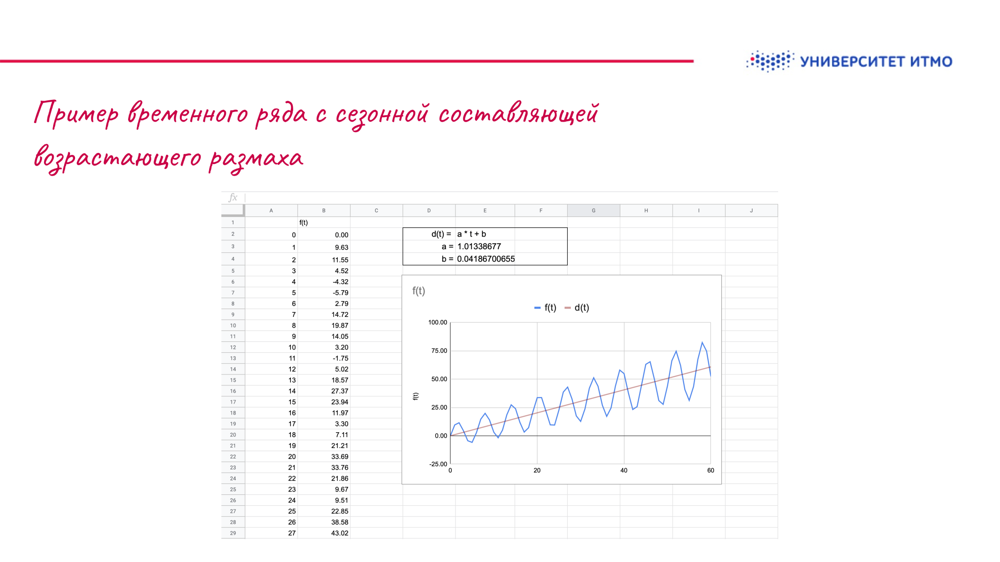 УНИВЕРСИТЕТ ИТМО
Пример временного ряда с сезонной составляющей
возрастающего размаха
fx
A B C D E F G H I J
1 f(t)
2 0 0.00 d(t) = a * t + b
3 1 9.63 a = 1.01338677
4 2 11.55 b = 0.04186700655
5 3 4.52
6 4 -4.32
7 5 -5.79
8 6 2.79
9 7 14.72
10 8 19.87
11 9 14.05
12 10 3.20
13 11 -1.75
14 12 5.02
15 13 18.57
16 14 27.37
17 15 23.94
18 16 11.97
19 17 3.30
20 18 7.11
21 19 21.21
22 20 33.69
23 21 33.76
24 22 21.86
25 23 9.67
26 24 9.51
27 25 22.85
28 26 38.58
29 27 43.02
f(t)
f(t) d(t)
100.00
75.00
50.00
25.00
0.00
-25.00
f(t)
0 20 40 60